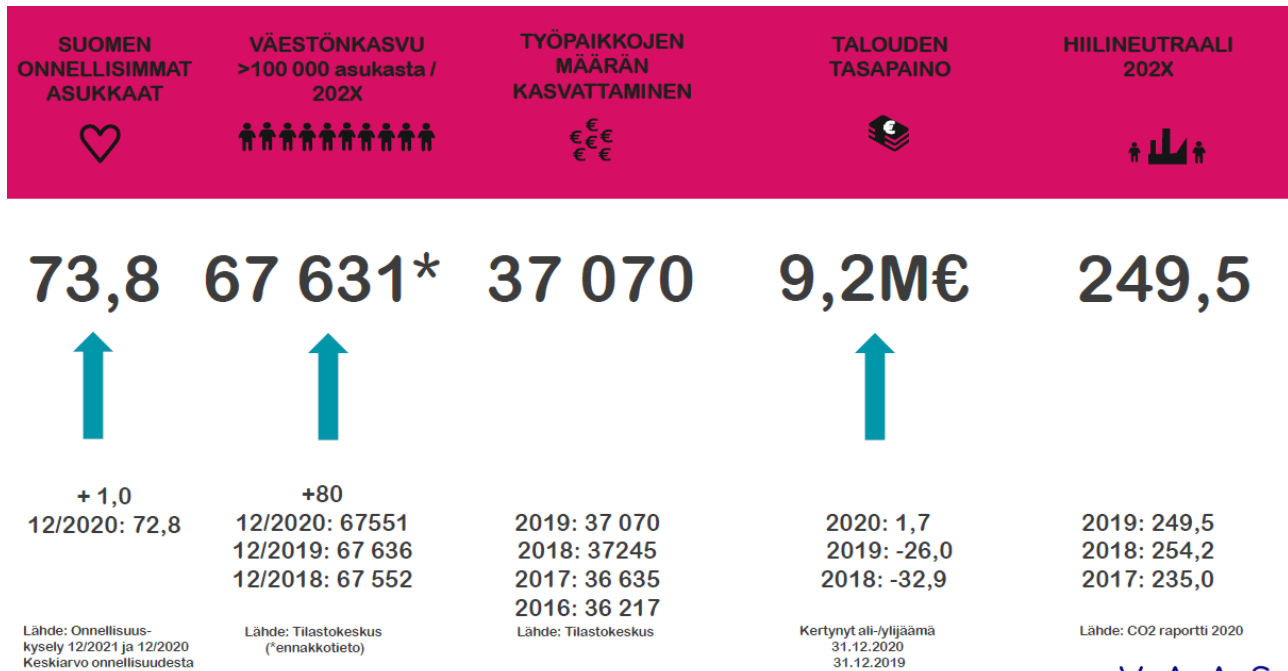 SUOMEN
ONNELLISIMMAT
ASUKKAAT
VÄESTÖNKASVU
>100 000 asukasta /
202X
TYÖPAIKKOJEN
MÄÄRÄN
KASVATTAMINEN
TALOUDEN
TASAPAINO
HIILINEUTRAALI
202X
73,8
67 631*
37 070
9,2M€
249,5
+ 1,0
12/2020: 72,8
+80
12/2020: 67551
12/2019: 67 636
12/2018: 67 552
2019: 37 070
2018: 37245
2017: 36 635
2016: 36 217
2020: 1,7
2019: -26,0
2018: -32,9
2019: 249,5
2018: 254,2
2017: 235,0
Lähde: Onnellisuus-
kysely 12/2021 ja 12/2020
Keskiarvo onnellisuudesta
Lähde: Tilastokeskus
(*ennakkotieto)
Lähde: Tilastokeskus
Kertynyt ali-/ylijäämä
31.12.2020
31.12.2019
Lähde: CO2 raportti 2020